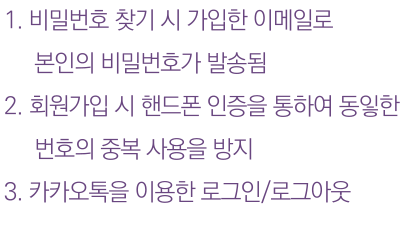 1. 비밀번호 찾기 시 가입한 이메일로
본인의 비밀번호가 발송됨
2. 회원가입 시 핸드폰 인증을 통하여 동잏한
번호의 중복 사용을 방지
3. 카카오톡을 이용한 로그인/로그아웃